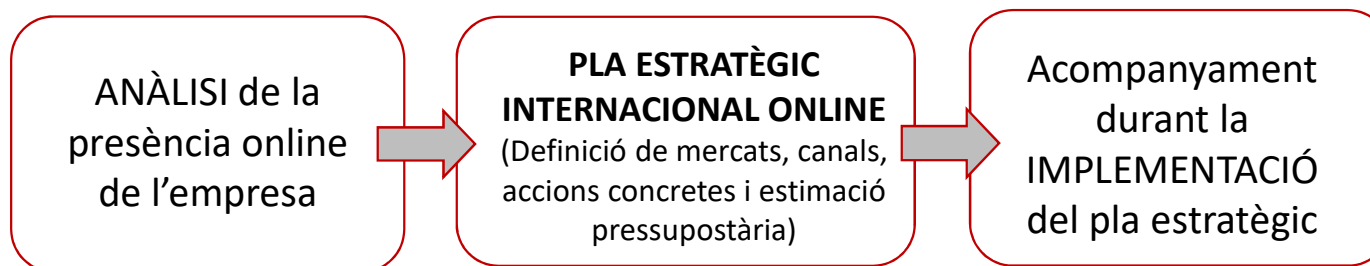 ANÀLISI de la
presència online
de l’empresa
PLA ESTRATÈGIC
INTERNACIONAL ONLINE
(Definició de mercats, canals,
accions concretes i estimació
pressupostària)
Acompanyament
durant la
IMPLEMENTACIÓ
del pla estratègic